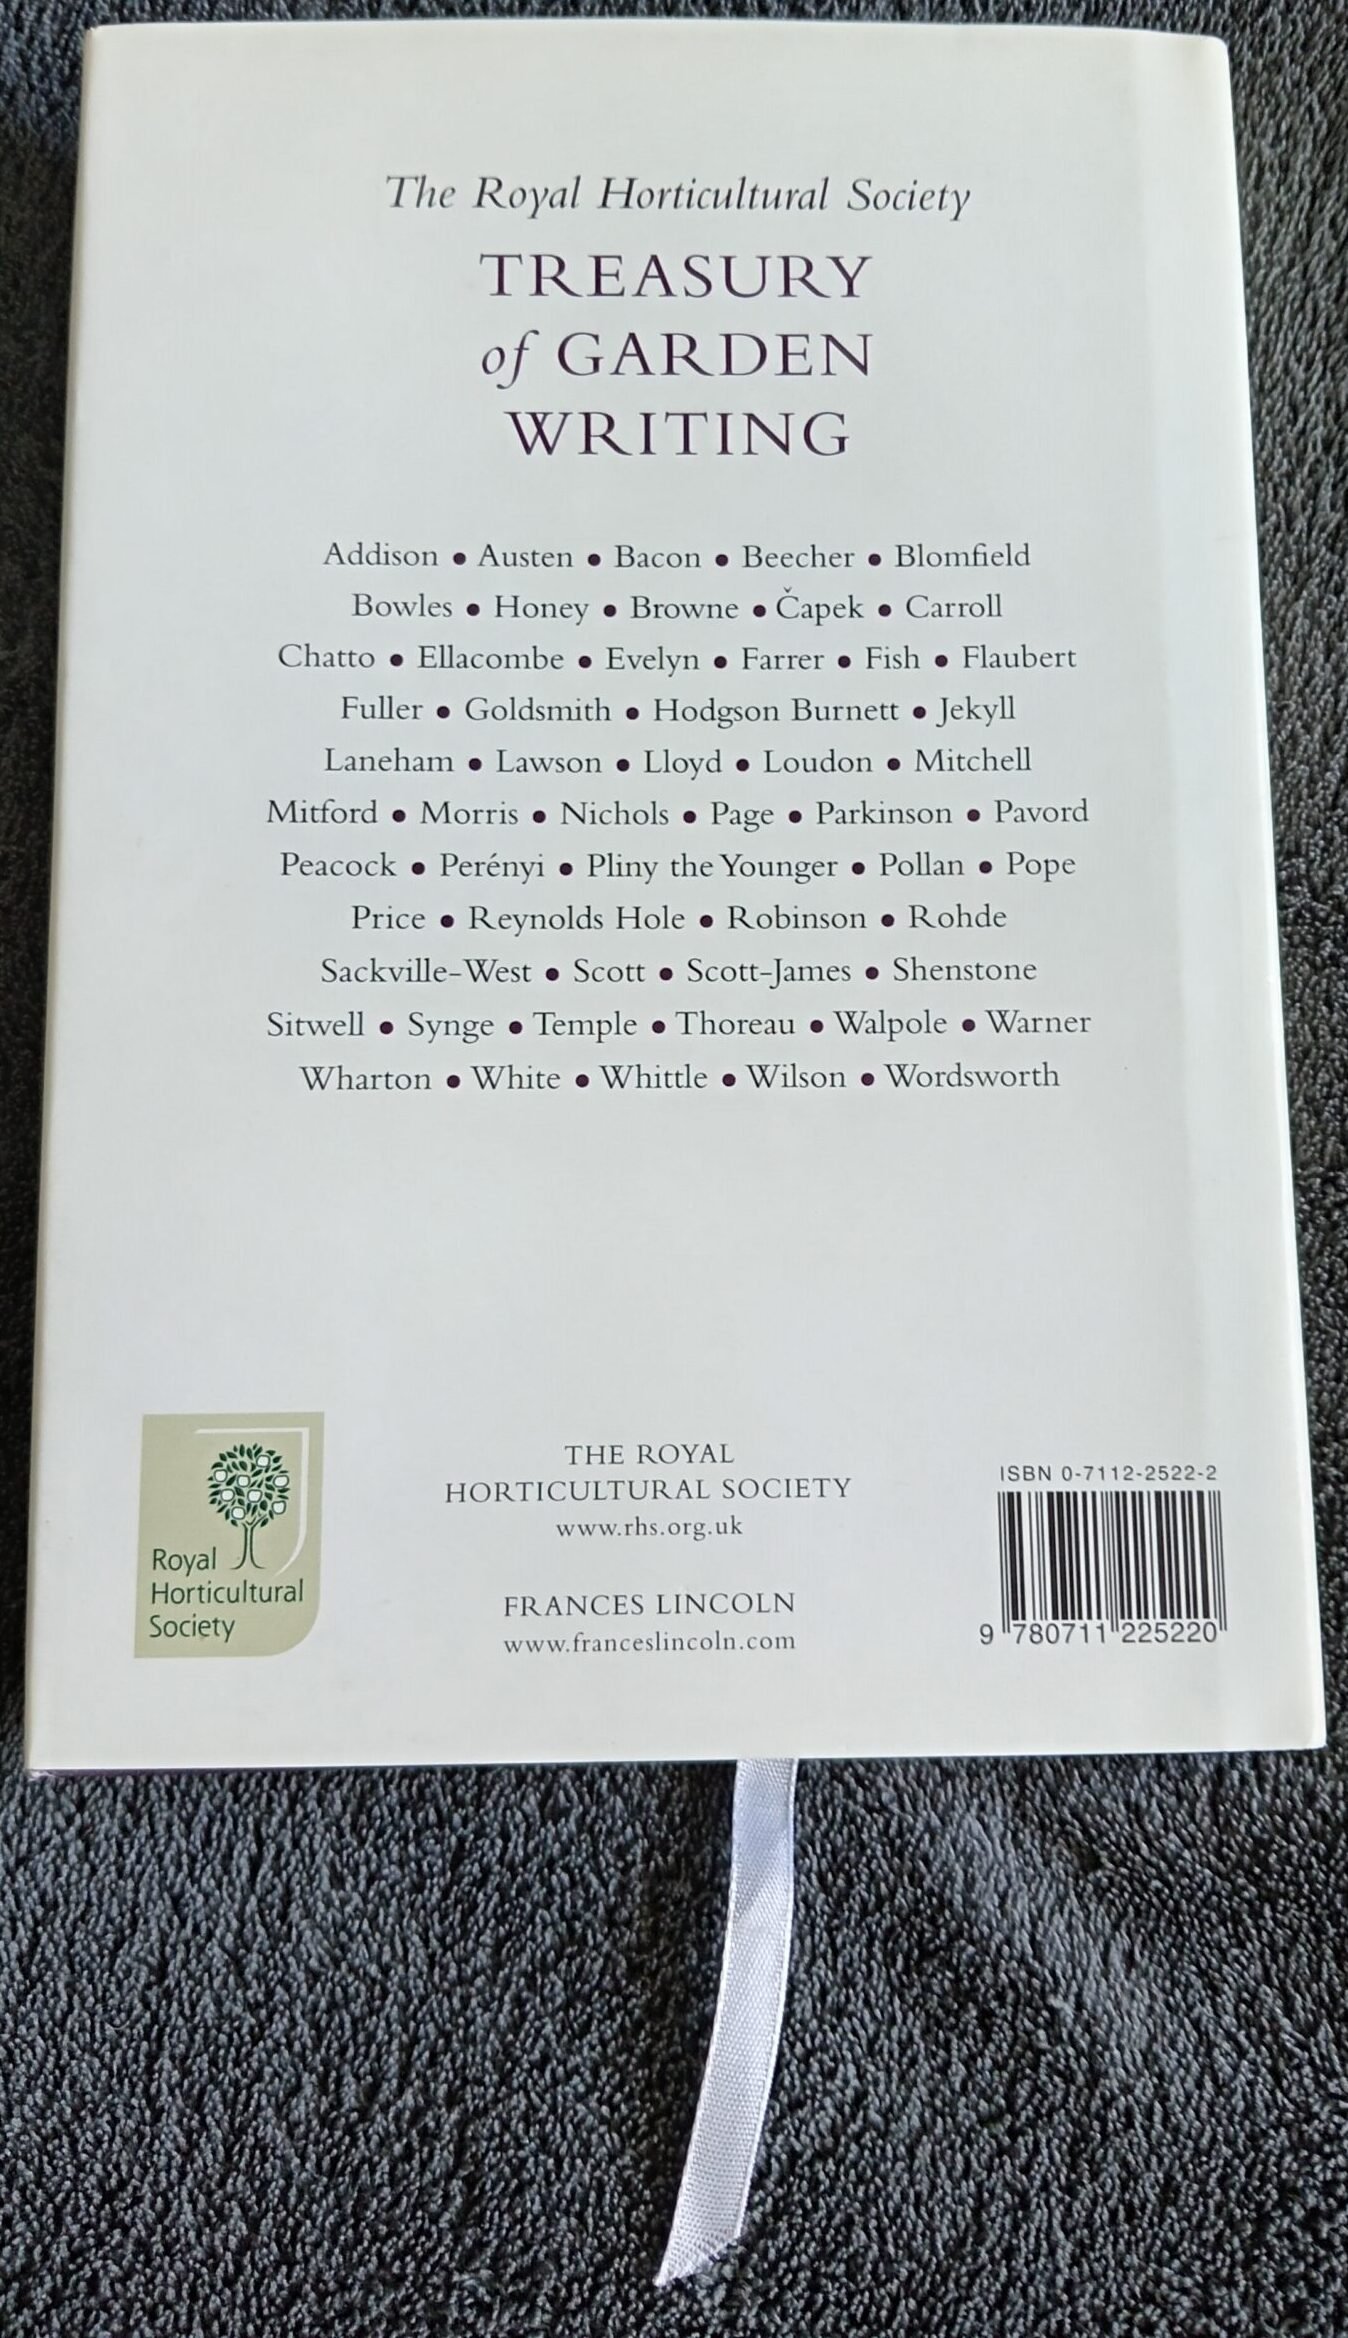 The Royal Horticultural Society
TREASURY
of GARDEN
WRITING
Addison • Austen • Bacon • Beecher • Blomfield
Bowles • Honey • Browne • Čapek • Carroll
Chatto • Ellacombe • Evelyn • Farrer • Fish • Flaubert
Fuller • Goldsmith • Hodgson Burnett • Jekyll
Laneham • Lawson • Lloyd • Loudon • Mitchell
Mitford • Morris • Nichols • Page • Parkinson • Pavord
Peacock • Perényi • Pliny the Younger • Pollan • Pope
Price • Reynolds Hole • Robinson • Rohde
Sackville-West • Scott • Scott-James • Shenstone
Sitwell • Synge • Temple • Thoreau • Walpole • Warner
Wharton • White • Whittle • Wilson • Wordsworth
Royal
Horticultural
Society
THE ROYAL
HORTICULTURAL SOCIETY
www.rhs.org.uk
FRANCES LINCOLN
www.franceslincoln.com
ISBN 0-7112-2522-2
9 780711 225220